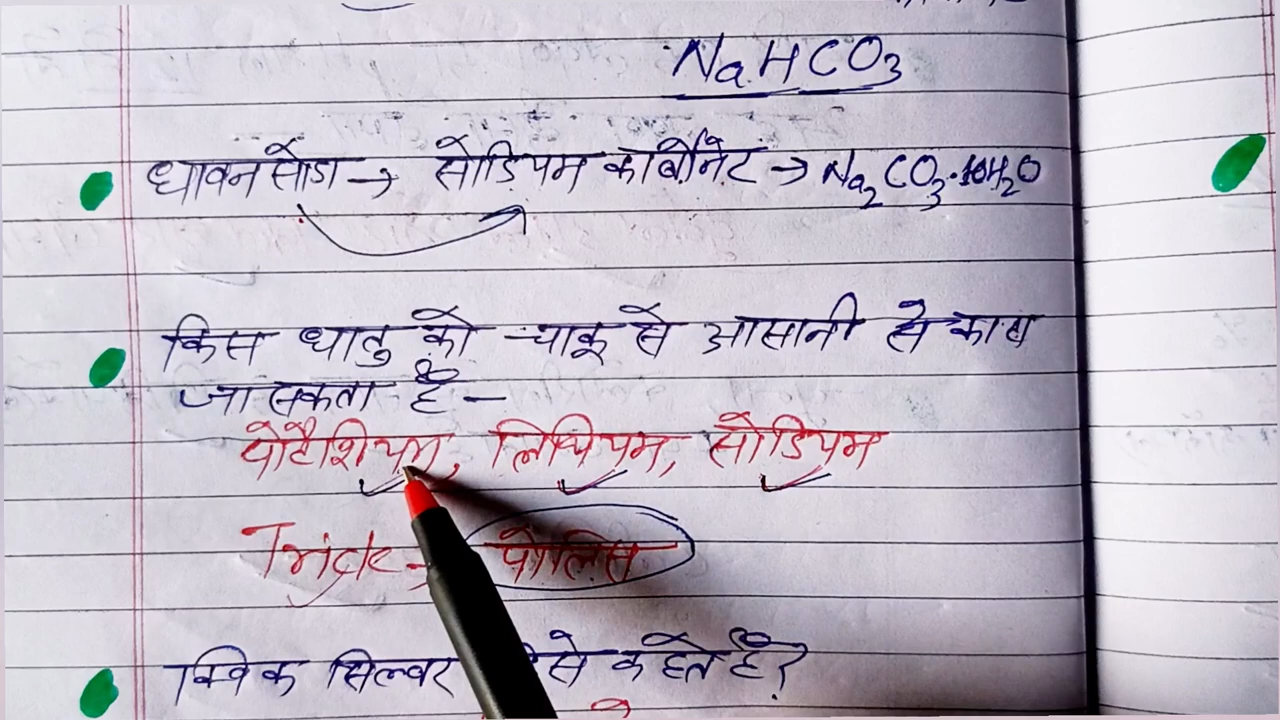 NaHCO3
धावन सोडा → सोडियम कार्बोनेट → Na2CO3.10H2O
किस धातु को चाकू से आसानी से काटा
जा सकता है –
पोटैशियम, लिथियम, सोडियम
Trick → पोलिस
क्विक सिल्वर से कहते है?